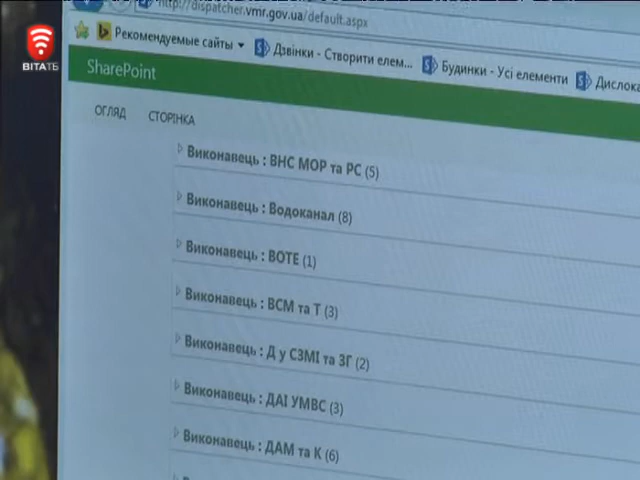 http://dispatcher.vmr.gov.ua/default.aspx
Рекомендуемые сайты
Дзвінки - Створити елем...
Будинки - Усі елементи
Дислока
ВІТАТБ
SharePoint
ОГЛЯД
СТОРІНКА
Виконавець : ВНС МОР та РС (5)
Виконавець : Водоканал (8)
Виконавець : ВОТЕ (1)
Виконавець : ВСМ та Т (3)
Виконавець : Д у СЗМІ та ЗГ (2)
Виконавець : ДАІ УМВС (3)
Виконавець : ДАМ та К (6)